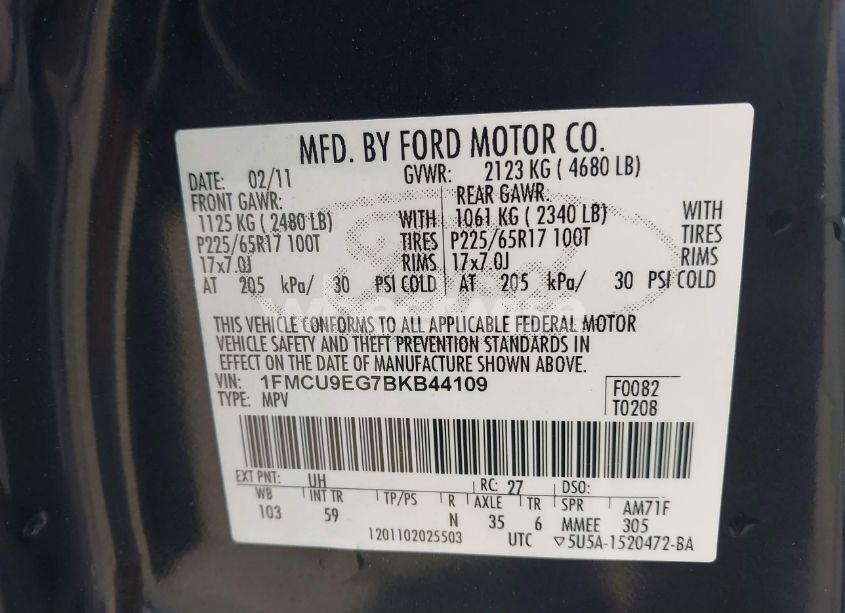 MFD. BY FORD MOTOR CO.
DATE: 02/11 GVWR: 2123 KG ( 4680 LB)
FRONT GAWR: REAR GAWR:
1125 KG ( 2480 LB) WITH 1061 KG ( 2340 LB) WITH
P225/65R17 100T TIRES P225/65R17 100T TIRES
17x7.0J RIMS 17x7.0J RIMS
AT 205 kPa/ 30 PSI COLD AT 205 kPa/ 30 PSI COLD
THIS VEHICLE CONFORMS TO ALL APPLICABLE FEDERAL MOTOR
VEHICLE SAFETY AND THEFT PREVENTION STANDARDS IN
EFFECT ON THE DATE OF MANUFACTURE SHOWN ABOVE.
VIN: 1FMCU9EG7BKB44109 F0082
TYPE: MPV T0208
EXT PNT: UH RC: 27 DSO:
WB INT TR TP/PS R AXLE TR SPR AM71F
103 59 N 35 6 MMEE 305
1201102025503 UTC ▽5U5A-1520472-BA